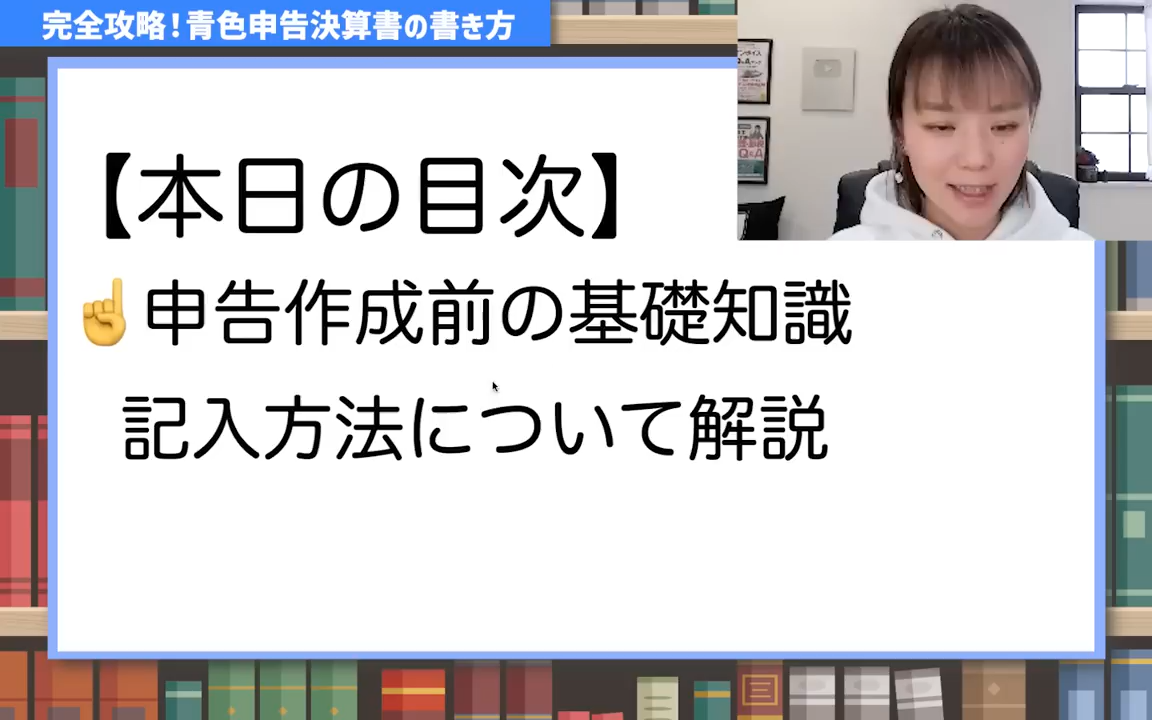 完全攻略!青色申告決算書の書き方
【本日の目次】
☝申告作成前の基礎知識
記入方法について解説
Q&A